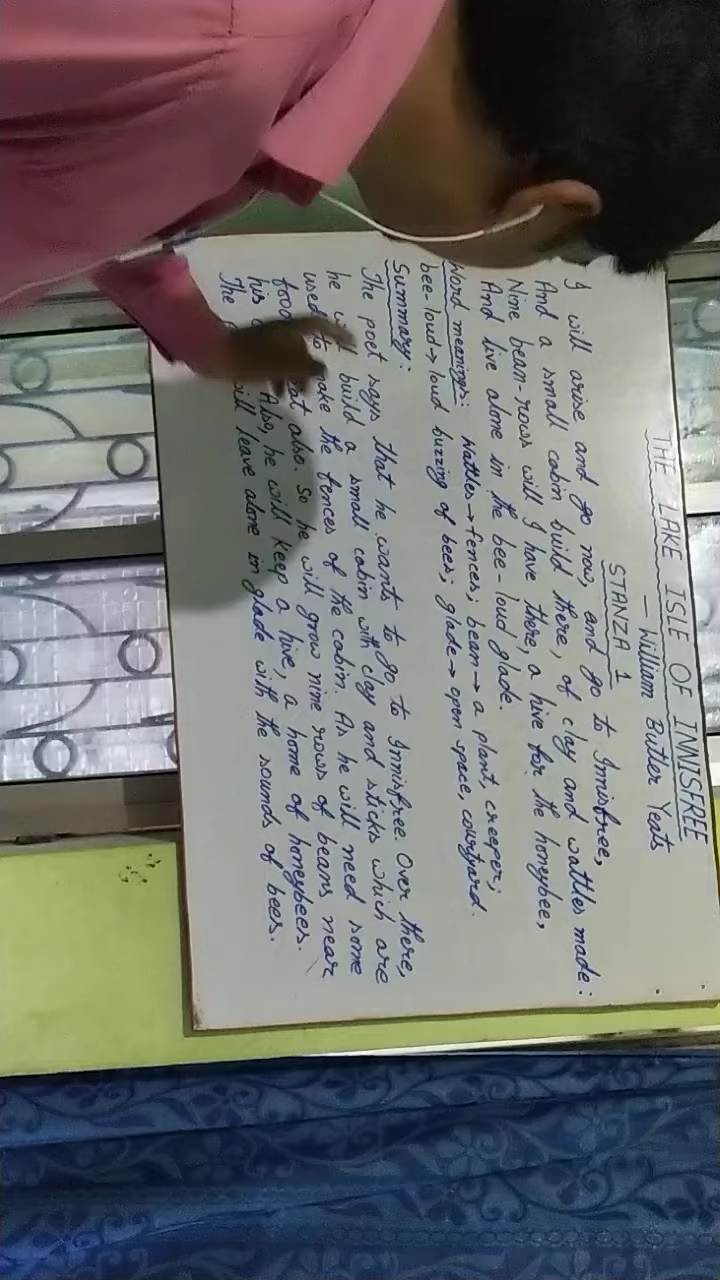 THE LAKE ISLE OF INNISFREE
— William Butler Yeats
STANZA 1
I will arise and go now, and go to Innisfree,
And a small cabin build there, of clay and wattles made:
Nine bean-rows will I have there, a hive for the honeybee,
And live alone in the bee-loud glade.
Word meanings: Wattles → fences; bean → a plant, creeper;
bee-loud → loud buzzing of bees; glade → open space, courtyard.
Summary:
The poet says that he wants to go to Innisfree. Over there,
he will build a small cabin with clay and sticks which are
used to make the fences of the cabin. As he will need some
food also. So he will grow nine rows of beans near
his Also, he will keep a hive, a home of honeybees.
The will leave alone in glade with the sounds of bees.